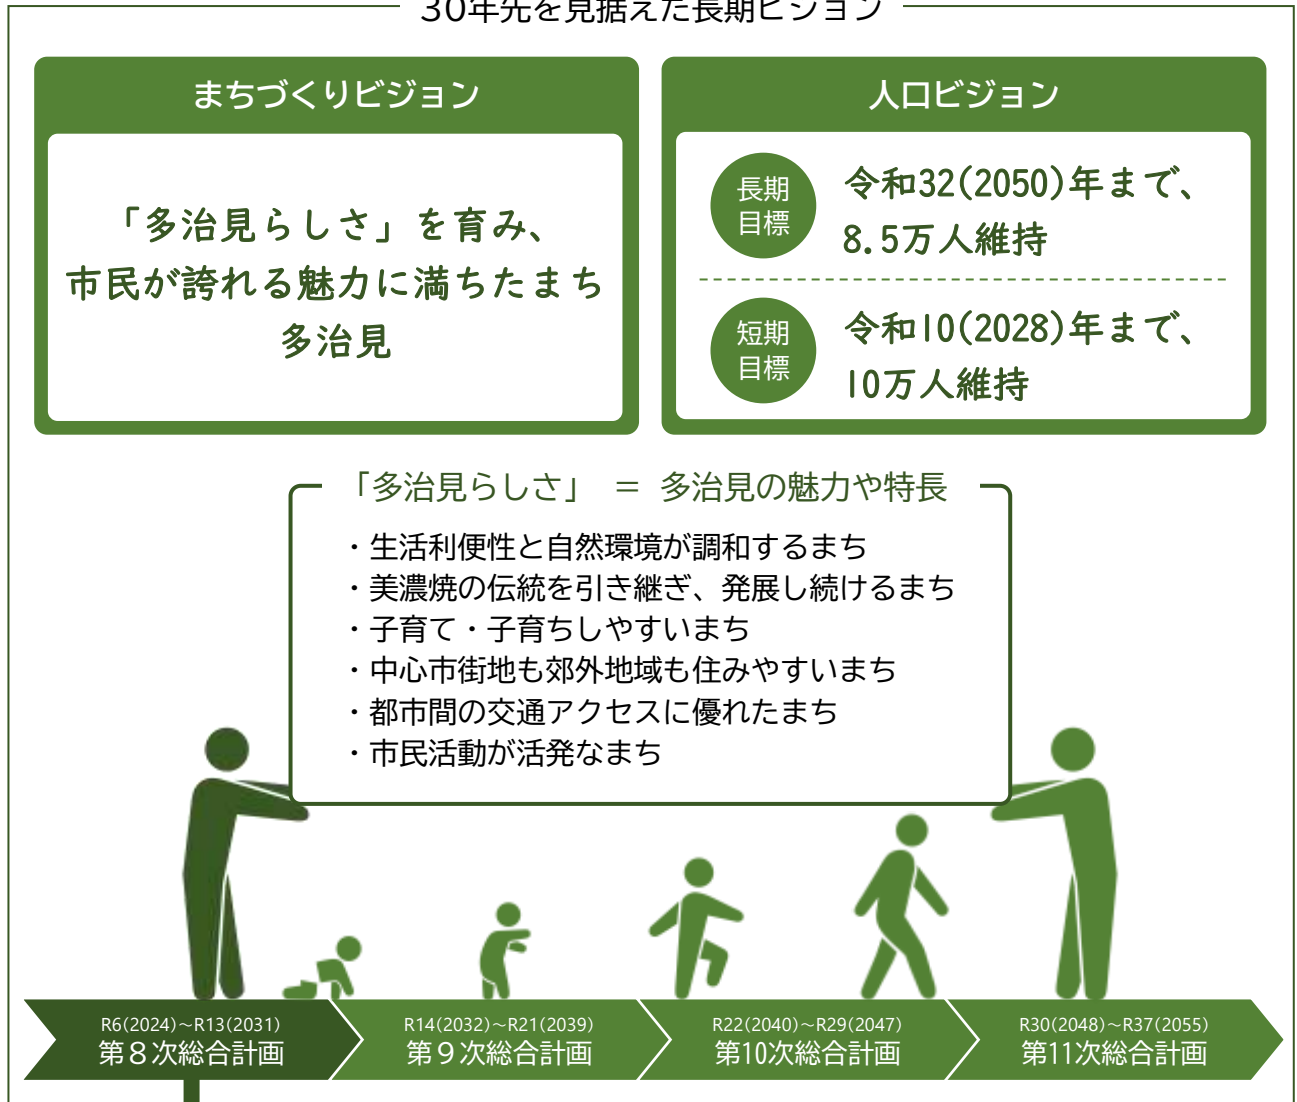 30年先を見据えた長期ビジョン
まちづくりビジョン
「多治見らしさ」を育み、
市民が誇れる魅力に満ちたまち
多治見
人口ビジョン
長期
目標
令和32(2050)年まで、
8.5万人維持
短期
目標
令和10(2028)年まで、
10万人維持
「多治見らしさ」 ＝ 多治見の魅力や特長
・生活利便性と自然環境が調和するまち
・美濃焼の伝統を引き継ぎ、発展し続けるまち
・子育て・子育ちしやすいまち
・中心市街地も郊外地域も住みやすいまち
・都市間の交通アクセスに優れたまち
・市民活動が活発なまち
R6(2024)～R13(2031)
第８次総合計画
R14(2032)～R21(2039)
第９次総合計画
R22(2040)～R29(2047)
第10次総合計画
R30(2048)～R37(2055)
第11次総合計画